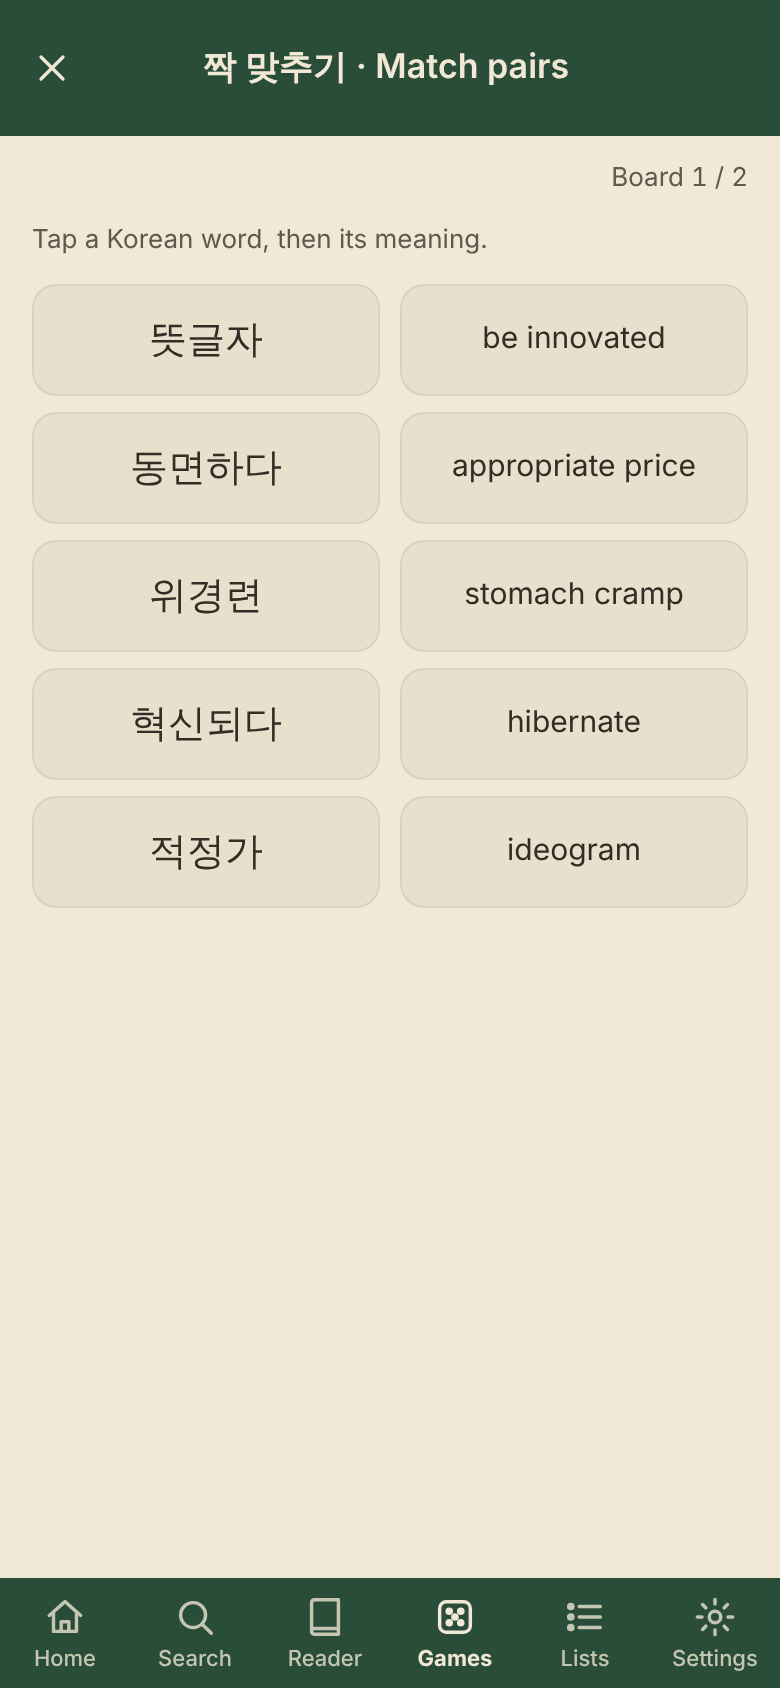 짝 맞추기 · Match pairs
Board 1 / 2
Tap a Korean word, then its meaning.
뜻글자
be innovated
동면하다
appropriate price
위경련
stomach cramp
혁신되다
hibernate
적정가
ideogram
Home
Search
Reader
Games
Lists
Settings